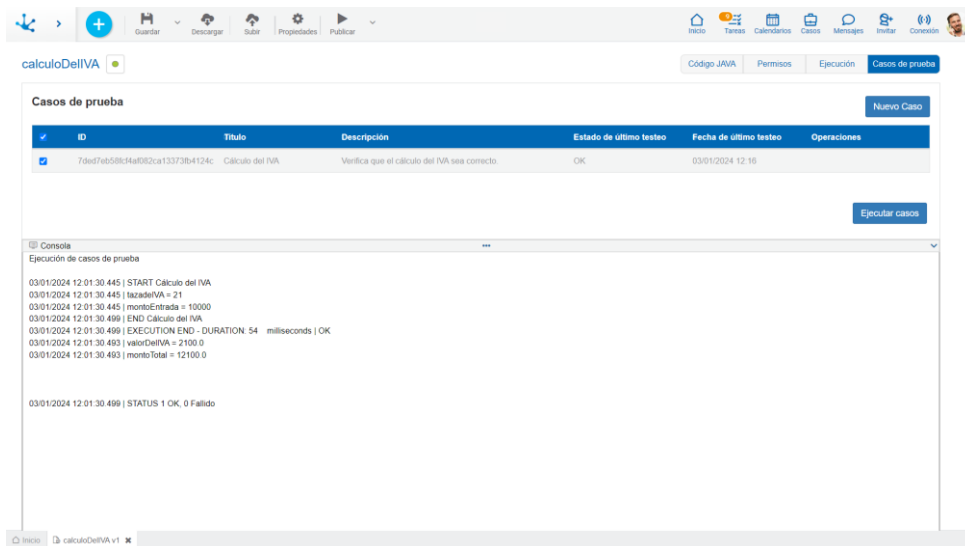 Guardar
Descargar
Subir
Propiedades
Publicar
Inicio
Tareas
Calendarios
Casos
Mensajes
Invitar
Conexión
calculoDelIVA
Código JAVA
Permisos
Ejecución
Casos de prueba
Casos de prueba
Nuevo Caso
ID Título Descripción Estado de último testeo Fecha de último testeo Operaciones
7ded7eb58fcf4af082ca13373fb4124c Cálculo del IVA Verifica que el cálculo del IVA sea correcto. OK 03/01/2024 12:16
Ejecutar casos
Consola
Ejecución de casos de prueba
03/01/2024 12:01:30.445 | START Cálculo del IVA
03/01/2024 12:01:30.445 | tazadeIVA = 21
03/01/2024 12:01:30.445 | montoEntrada = 10000
03/01/2024 12:01:30.499 | END Cálculo del IVA
03/01/2024 12:01:30.499 | EXECUTION END - DURATION: 54 milliseconds | OK
03/01/2024 12:01:30.493 | valorDelIVA = 2100.0
03/01/2024 12:01:30.493 | montoTotal = 12100.0
03/01/2024 12:01:30.499 | STATUS 1 OK, 0 Fallido
Inicio
calculoDelIVA v1